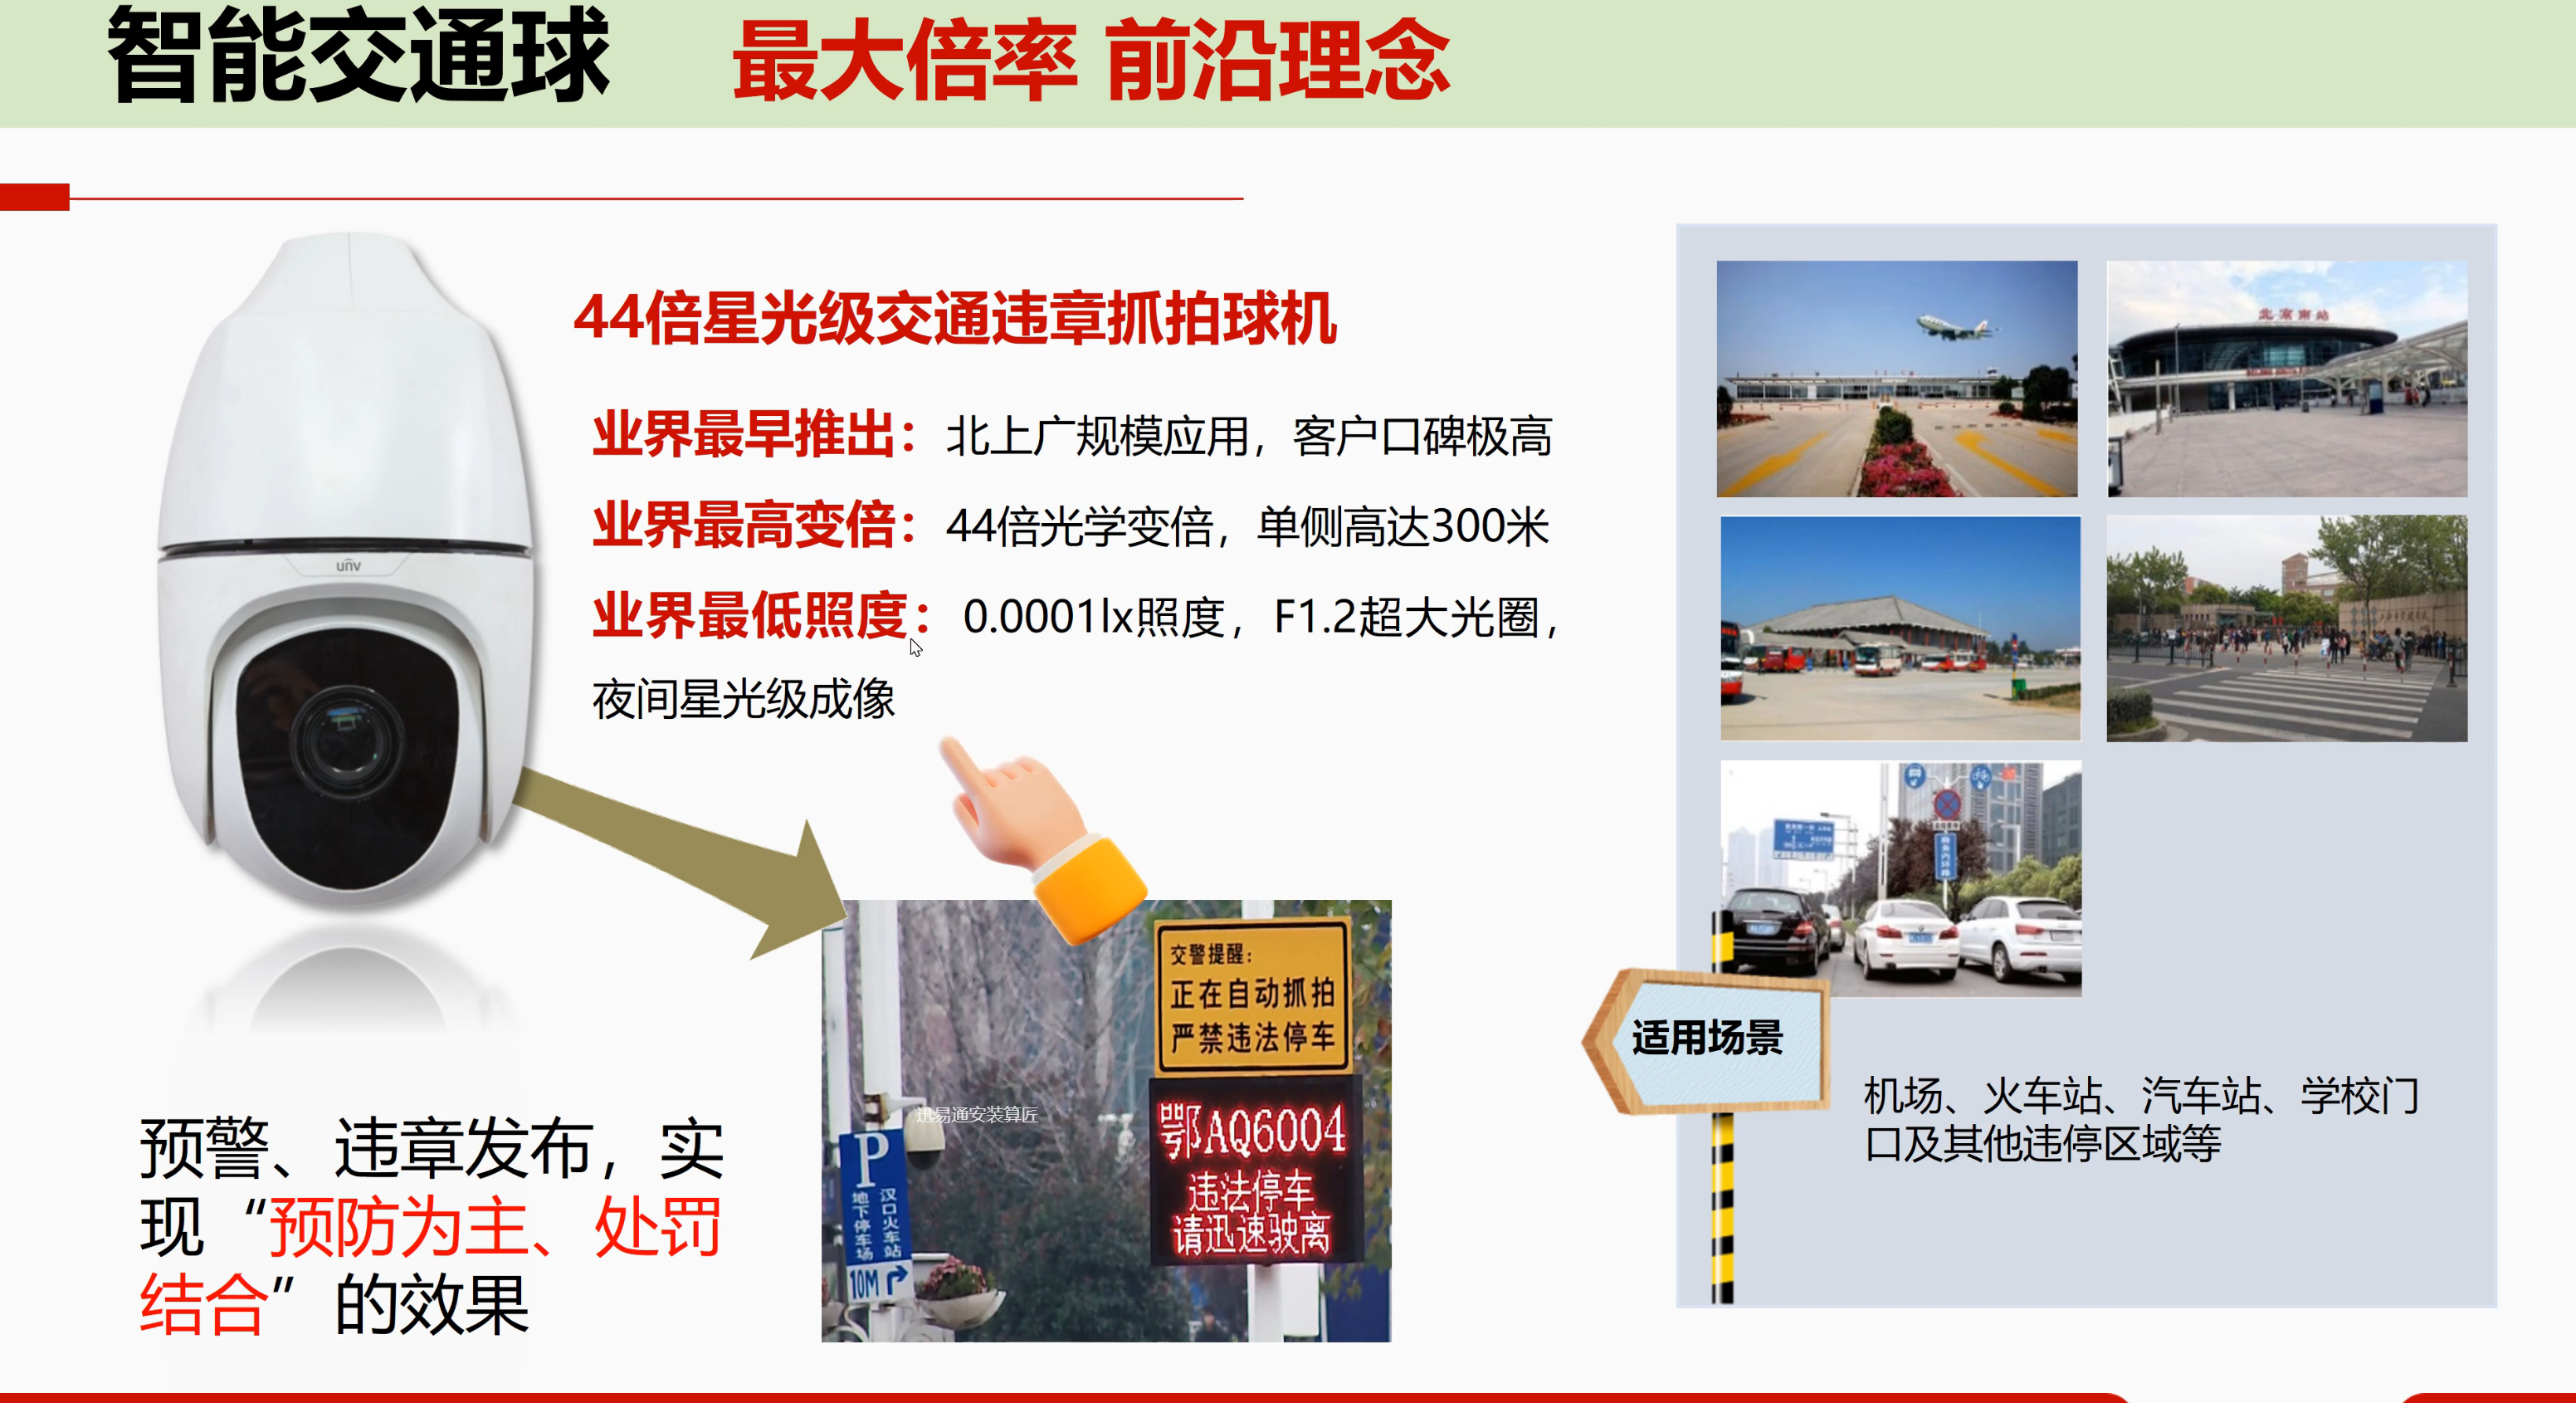 智能交通球 最大倍率 前沿理念
44倍星光级交通违章抓拍球机
业界最早推出：北上广规模应用，客户口碑极高
业界最高变倍：44倍光学变倍，单侧高达300米
业界最低照度：0.0001lx照度，F1.2超大光圈，
夜间星光级成像
unv
预警、违章发布，实
现“预防为主、处罚
结合”的效果
交警提醒：
正在自动抓拍
严禁违法停车
鄂AQ6004
违法停车
请迅速驶离
迅易通安装算匠
P
汉口火车站
地下停车场
10M
北京南站
适用场景
机场、火车站、汽车站、学校门
口及其他违停区域等